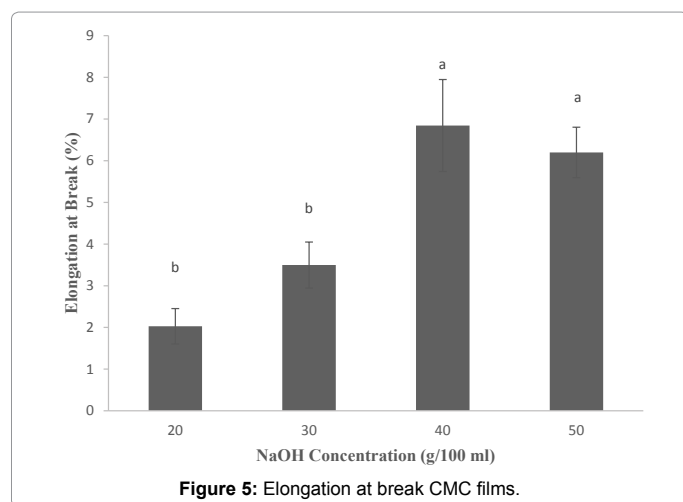 Elongation at Break (%)
9
8
7
6
5
4
3
2
1
0
b
b
a
a
20 30 40 50
NaOH Concentration (g/100 ml)
Figure 5: Elongation at break CMC films.